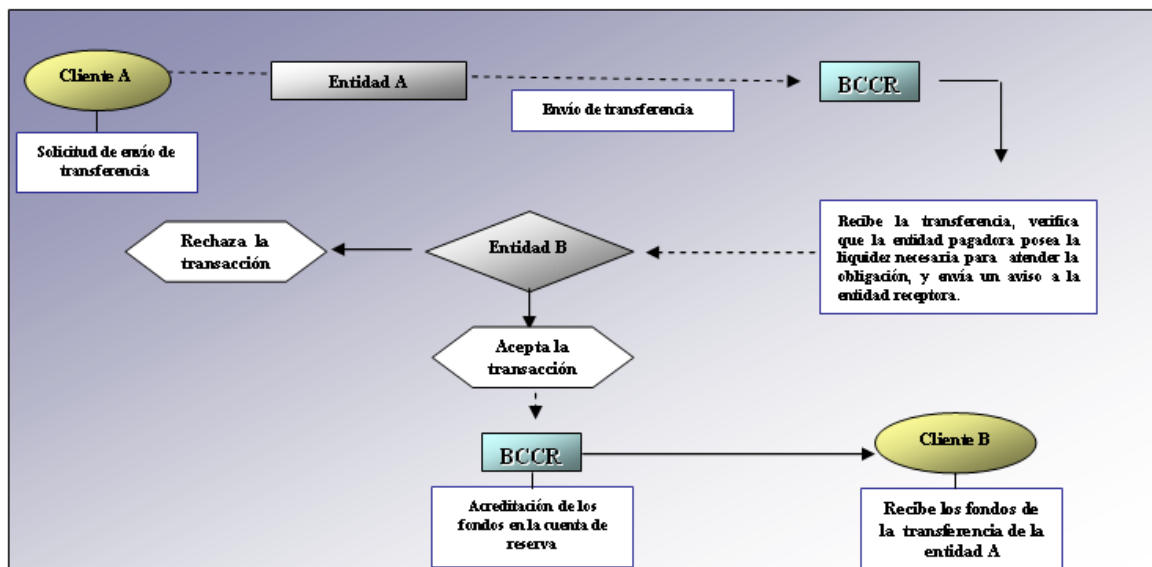 Cliente A
Entidad A
BCCR
Envío de transferencia
Solicitud de envío de
transferencia
Recibe la transferencia, verifica
que la entidad pagadora posea la
liquidez necesaria para atender la
obligación, y envía un aviso a la
entidad receptora.
Entidad B
Rechaza la
transacción
Acepta la
transacción
BCCR
Cliente B
Acreditación de los
fondos en la cuenta de
reserva
Recibe los fondos de
la transferencia de la
entidad A